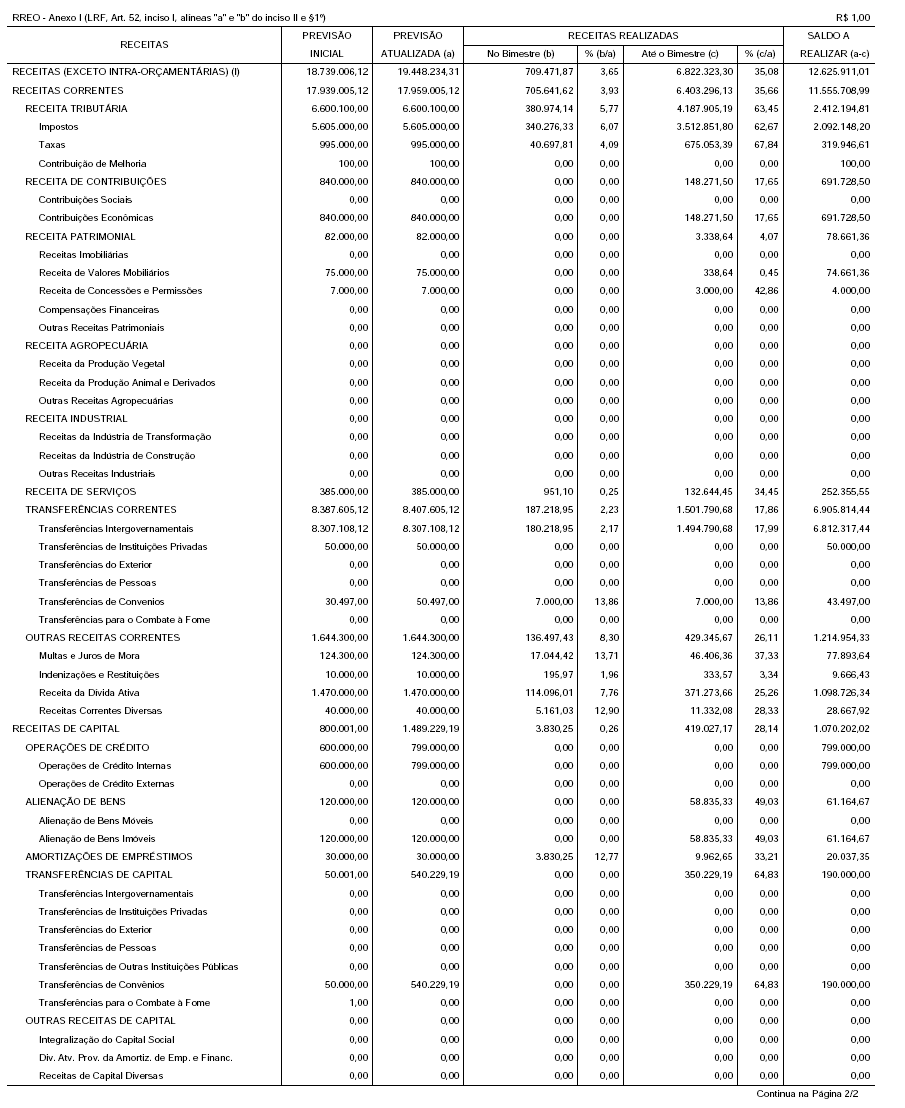 RREO - Anexo I (LRF, Art. 52, inciso I, alíneas "a" e "b" do inciso II e §1º) R$ 1,00
RECEITAS PREVISÃO INICIAL PREVISÃO ATUALIZADA (a) RECEITAS REALIZADAS SALDO A REALIZAR (a-c)
No Bimestre (b) % (b/a) Até o Bimestre (c) % (c/a)
RECEITAS (EXCETO INTRA-ORÇAMENTÁRIAS) (I) 18.739.006,12 19.448.234,31 709.471,87 3,65 6.822.323,30 35,08 12.625.911,01
RECEITAS CORRENTES 17.939.005,12 17.959.005,12 705.641,62 3,93 6.403.296,13 35,66 11.555.708,99
RECEITA TRIBUTÁRIA 6.600.100,00 6.600.100,00 380.974,14 5,77 4.187.905,19 63,45 2.412.194,81
Impostos 5.605.000,00 5.605.000,00 340.276,33 6,07 3.512.851,80 62,67 2.092.148,20
Taxas 995.000,00 995.000,00 40.697,81 4,09 675.053,39 67,84 319.946,61
Contribuição de Melhoria 100,00 100,00 0,00 0,00 0,00 0,00 100,00
RECEITA DE CONTRIBUIÇÕES 840.000,00 840.000,00 0,00 0,00 148.271,50 17,65 691.728,50
Contribuições Sociais 0,00 0,00 0,00 0,00 0,00 0,00 0,00
Contribuições Econômicas 840.000,00 840.000,00 0,00 0,00 148.271,50 17,65 691.728,50
RECEITA PATRIMONIAL 82.000,00 82.000,00 0,00 0,00 3.338,64 4,07 78.661,36
Receitas Imobiliárias 0,00 0,00 0,00 0,00 0,00 0,00 0,00
Receita de Valores Mobiliários 75.000,00 75.000,00 0,00 0,00 338,64 0,45 74.661,36
Receita de Concessões e Permissões 7.000,00 7.000,00 0,00 0,00 3.000,00 42,86 4.000,00
Compensações Financeiras 0,00 0,00 0,00 0,00 0,00 0,00 0,00
Outras Receitas Patrimoniais 0,00 0,00 0,00 0,00 0,00 0,00 0,00
RECEITA AGROPECUÁRIA 0,00 0,00 0,00 0,00 0,00 0,00 0,00
Receita da Produção Vegetal 0,00 0,00 0,00 0,00 0,00 0,00 0,00
Receita da Produção Animal e Derivados 0,00 0,00 0,00 0,00 0,00 0,00 0,00
Outras Receitas Agropecuárias 0,00 0,00 0,00 0,00 0,00 0,00 0,00
RECEITA INDUSTRIAL 0,00 0,00 0,00 0,00 0,00 0,00 0,00
Receitas da Indústria de Transformação 0,00 0,00 0,00 0,00 0,00 0,00 0,00
Receitas da Indústria de Construção 0,00 0,00 0,00 0,00 0,00 0,00 0,00
Outras Receitas Industriais 0,00 0,00 0,00 0,00 0,00 0,00 0,00
RECEITA DE SERVIÇOS 385.000,00 385.000,00 951,10 0,25 132.644,45 34,45 252.355,55
TRANSFERÊNCIAS CORRENTES 8.387.605,12 8.407.605,12 187.218,95 2,23 1.501.790,68 17,86 6.905.814,44
Transferências Intergovernamentais 8.307.108,12 8.307.108,12 180.218,95 2,17 1.494.790,68 17,99 6.812.317,44
Transferências de Instituições Privadas 50.000,00 50.000,00 0,00 0,00 0,00 0,00 50.000,00
Transferências do Exterior 0,00 0,00 0,00 0,00 0,00 0,00 0,00
Transferências de Pessoas 0,00 0,00 0,00 0,00 0,00 0,00 0,00
Transferências de Convenios 30.497,00 50.497,00 7.000,00 13,86 7.000,00 13,86 43.497,00
Transferências para o Combate à Fome 0,00 0,00 0,00 0,00 0,00 0,00 0,00
OUTRAS RECEITAS CORRENTES 1.644.300,00 1.644.300,00 136.497,43 8,30 429.345,67 26,11 1.214.954,33
Multas e Juros de Mora 124.300,00 124.300,00 17.044,42 13,71 46.406,36 37,33 77.893,64
Indenizações e Restituições 10.000,00 10.000,00 195,97 1,96 333,57 3,34 9.666,43
Receita da Dívida Ativa 1.470.000,00 1.470.000,00 114.096,01 7,76 371.273,66 25,26 1.098.726,34
Receitas Correntes Diversas 40.000,00 40.000,00 5.161,03 12,90 11.332,08 28,33 28.667,92
RECEITAS DE CAPITAL 800.001,00 1.489.229,19 3.830,25 0,26 419.027,17 28,14 1.070.202,02
OPERAÇÕES DE CRÉDITO 600.000,00 799.000,00 0,00 0,00 0,00 0,00 799.000,00
Operações de Crédito Internas 600.000,00 799.000,00 0,00 0,00 0,00 0,00 799.000,00
Operações de Crédito Externas 0,00 0,00 0,00 0,00 0,00 0,00 0,00
ALIENAÇÃO DE BENS 120.000,00 120.000,00 0,00 0,00 58.835,33 49,03 61.164,67
Alienação de Bens Móveis 0,00 0,00 0,00 0,00 0,00 0,00 0,00
Alienação de Bens Imóveis 120.000,00 120.000,00 0,00 0,00 58.835,33 49,03 61.164,67
AMORTIZAÇÕES DE EMPRÉSTIMOS 30.000,00 30.000,00 3.830,25 12,77 9.962,65 33,21 20.037,35
TRANSFERÊNCIAS DE CAPITAL 50.001,00 540.229,19 0,00 0,00 350.229,19 64,83 190.000,00
Transferências Intergovernamentais 0,00 0,00 0,00 0,00 0,00 0,00 0,00
Transferências de Instituições Privadas 0,00 0,00 0,00 0,00 0,00 0,00 0,00
Transferências do Exterior 0,00 0,00 0,00 0,00 0,00 0,00 0,00
Transferências de Pessoas 0,00 0,00 0,00 0,00 0,00 0,00 0,00
Transferências de Outras Instituições Públicas 0,00 0,00 0,00 0,00 0,00 0,00 0,00
Transferências de Convênios 50.000,00 540.229,19 0,00 0,00 350.229,19 64,83 190.000,00
Transferências para o Combate à Fome 1,00 0,00 0,00 0,00 0,00 0,00 0,00
OUTRAS RECEITAS DE CAPITAL 0,00 0,00 0,00 0,00 0,00 0,00 0,00
Integralização do Capital Social 0,00 0,00 0,00 0,00 0,00 0,00 0,00
Div. Atv. Prov. da Amortiz. de Emp. e Financ. 0,00 0,00 0,00 0,00 0,00 0,00 0,00
Receitas de Capital Diversas 0,00 0,00 0,00 0,00 0,00 0,00 0,00
Continua na Página 2/2